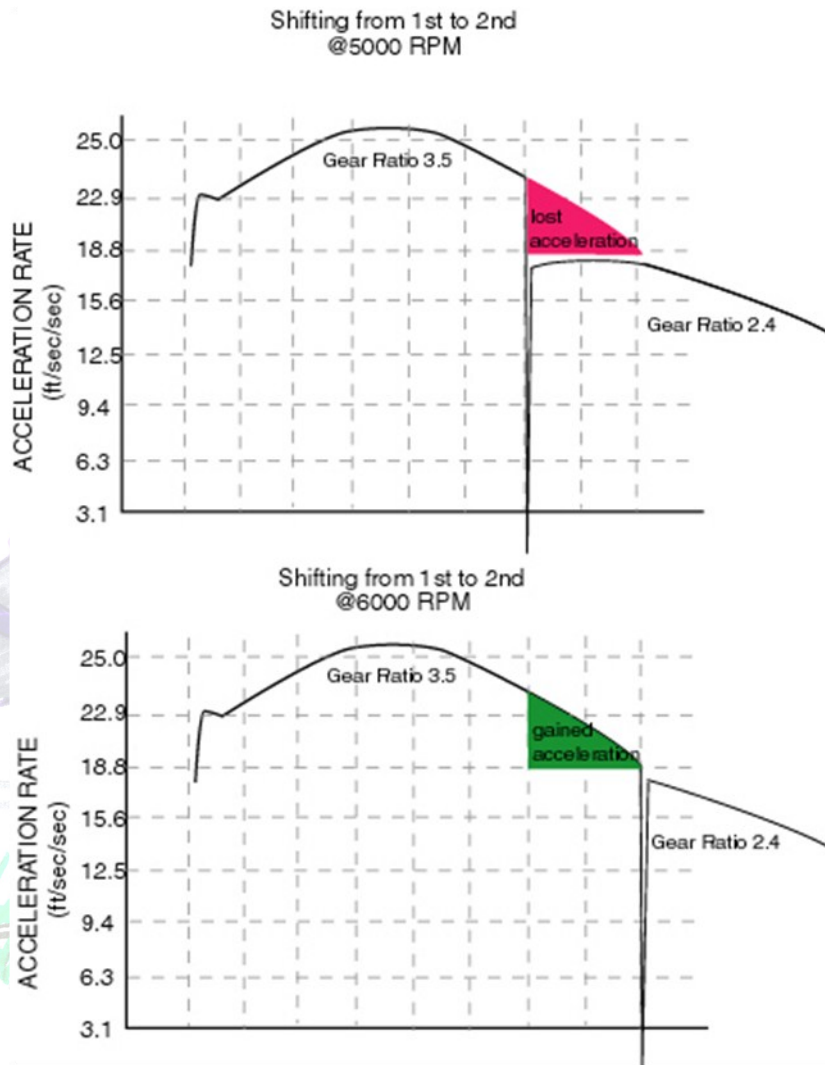 Shifting from 1st to 2nd
@5000 RPM
25.0
22.9
18.8
15.6
12.5
9.4
6.3
3.1
ACCELERATION RATE
(ft/sec/sec)
Gear Ratio 3.5
lost
acceleration
Gear Ratio 2.4
Shifting from 1st to 2nd
@6000 RPM
25.0
22.9
18.8
15.6
12.5
9.4
6.3
3.1
ACCELERATION RATE
(ft/sec/sec)
Gear Ratio 3.5
gained
acceleration
Gear Ratio 2.4